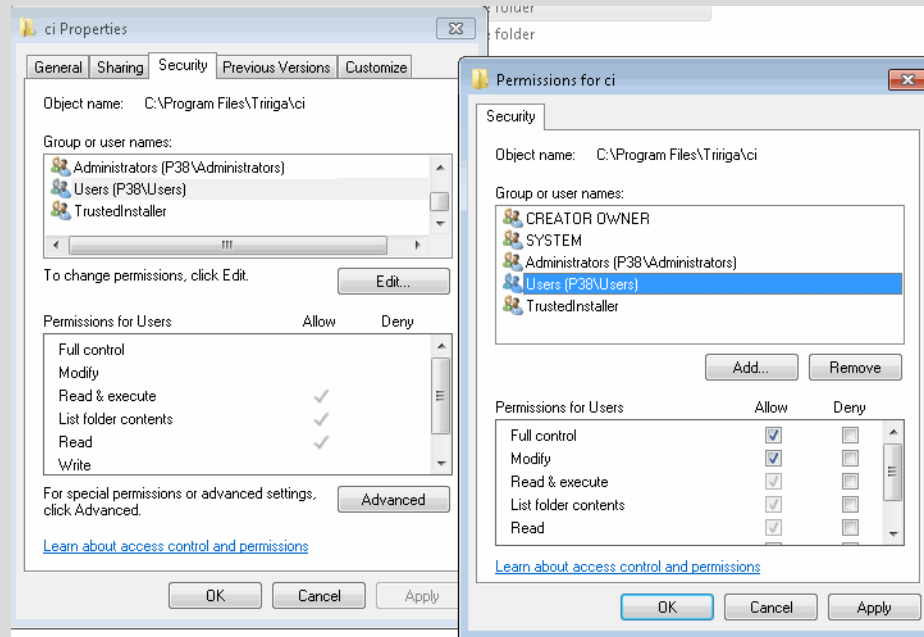 e folder
e folder
ci Properties
General Sharing Security Previous Versions Customize
Object name: C:\Program Files\Tririga\ci
Group or user names:
Administrators (P38\Administrators)
Users (P38\Users)
TrustedInstaller
To change permissions, click Edit.
Edit...
Permissions for Users Allow Deny
Full control
Modify
Read & execute
List folder contents
Read
Write
For special permissions or advanced settings,
click Advanced.
Advanced
Learn about access control and permissions
OK Cancel Apply
Permissions for ci
Security
Object name: C:\Program Files\Tririga\ci
Group or user names:
CREATOR OWNER
SYSTEM
Administrators (P38\Administrators)
Users (P38\Users)
TrustedInstaller
Add... Remove
Permissions for Users Allow Deny
Full control
Modify
Read & execute
List folder contents
Read
Learn about access control and permissions
OK Cancel Apply